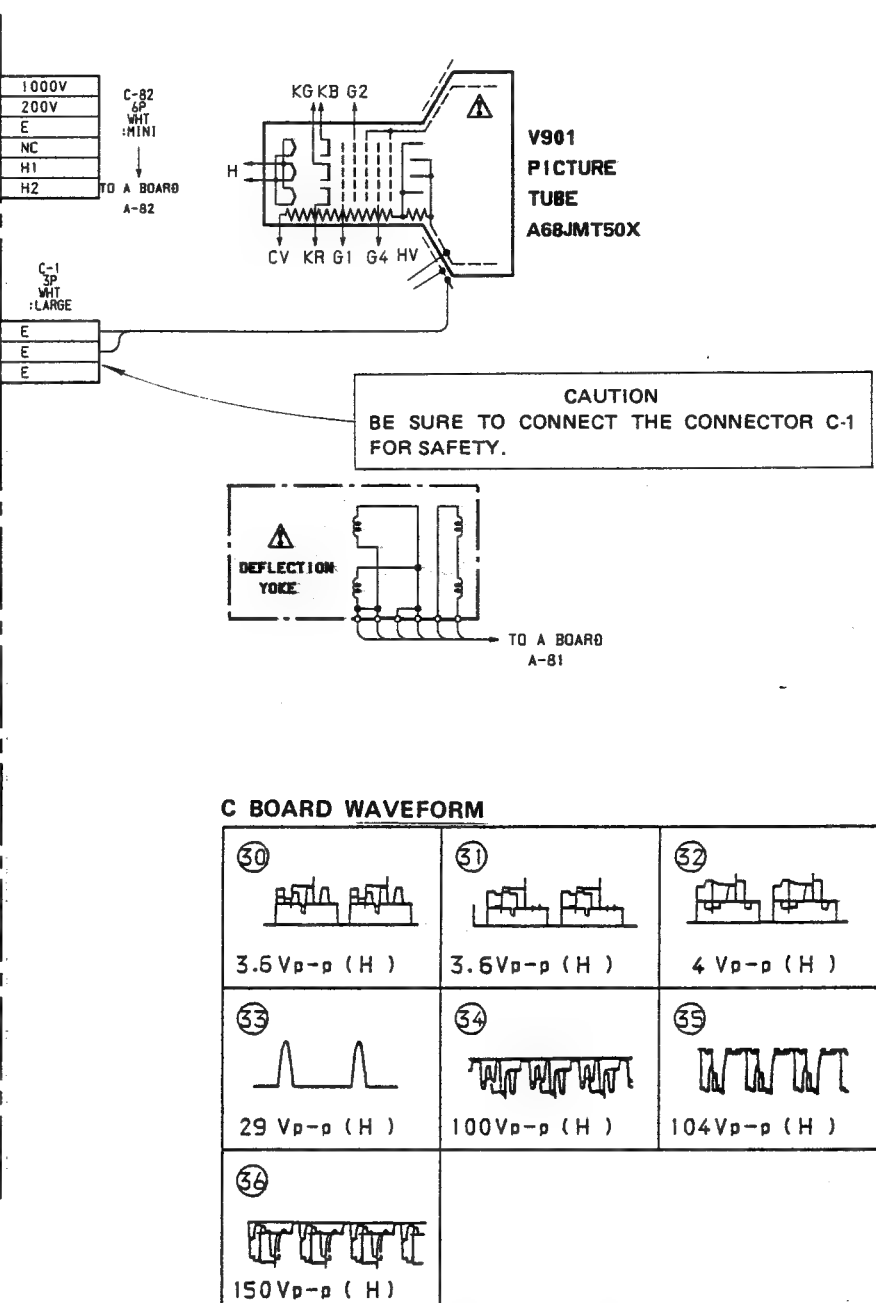 1000V
200V
E
NC
H1
H2
C-82
6P
WHT
:MINI
TO A BOARD
A-82
KG KB G2
H
CV KR G1 G4 HV
V901
PICTURE
TUBE
A68JMT50X
C-1
3P
WHT
:LARGE
E
E
E
CAUTION
BE SURE TO CONNECT THE CONNECTOR C-1
FOR SAFETY.
DEFLECTION
YOKE
TO A BOARD
A-81
C BOARD WAVEFORM
30
3.6 Vp-p ( H )
31
3.6Vp-p ( H )
32
4 Vp-p ( H )
33
29 Vp-p ( H )
34
100Vp-p ( H )
35
104Vp-p ( H )
36
150Vp-p ( H )